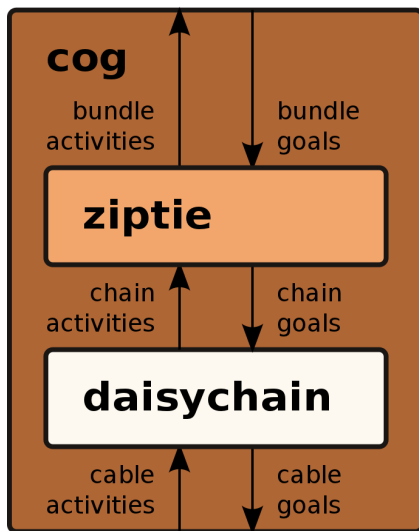 cog
bundle activities
bundle goals
ziptie
chain activities
chain goals
daisychain
cable activities
cable goals